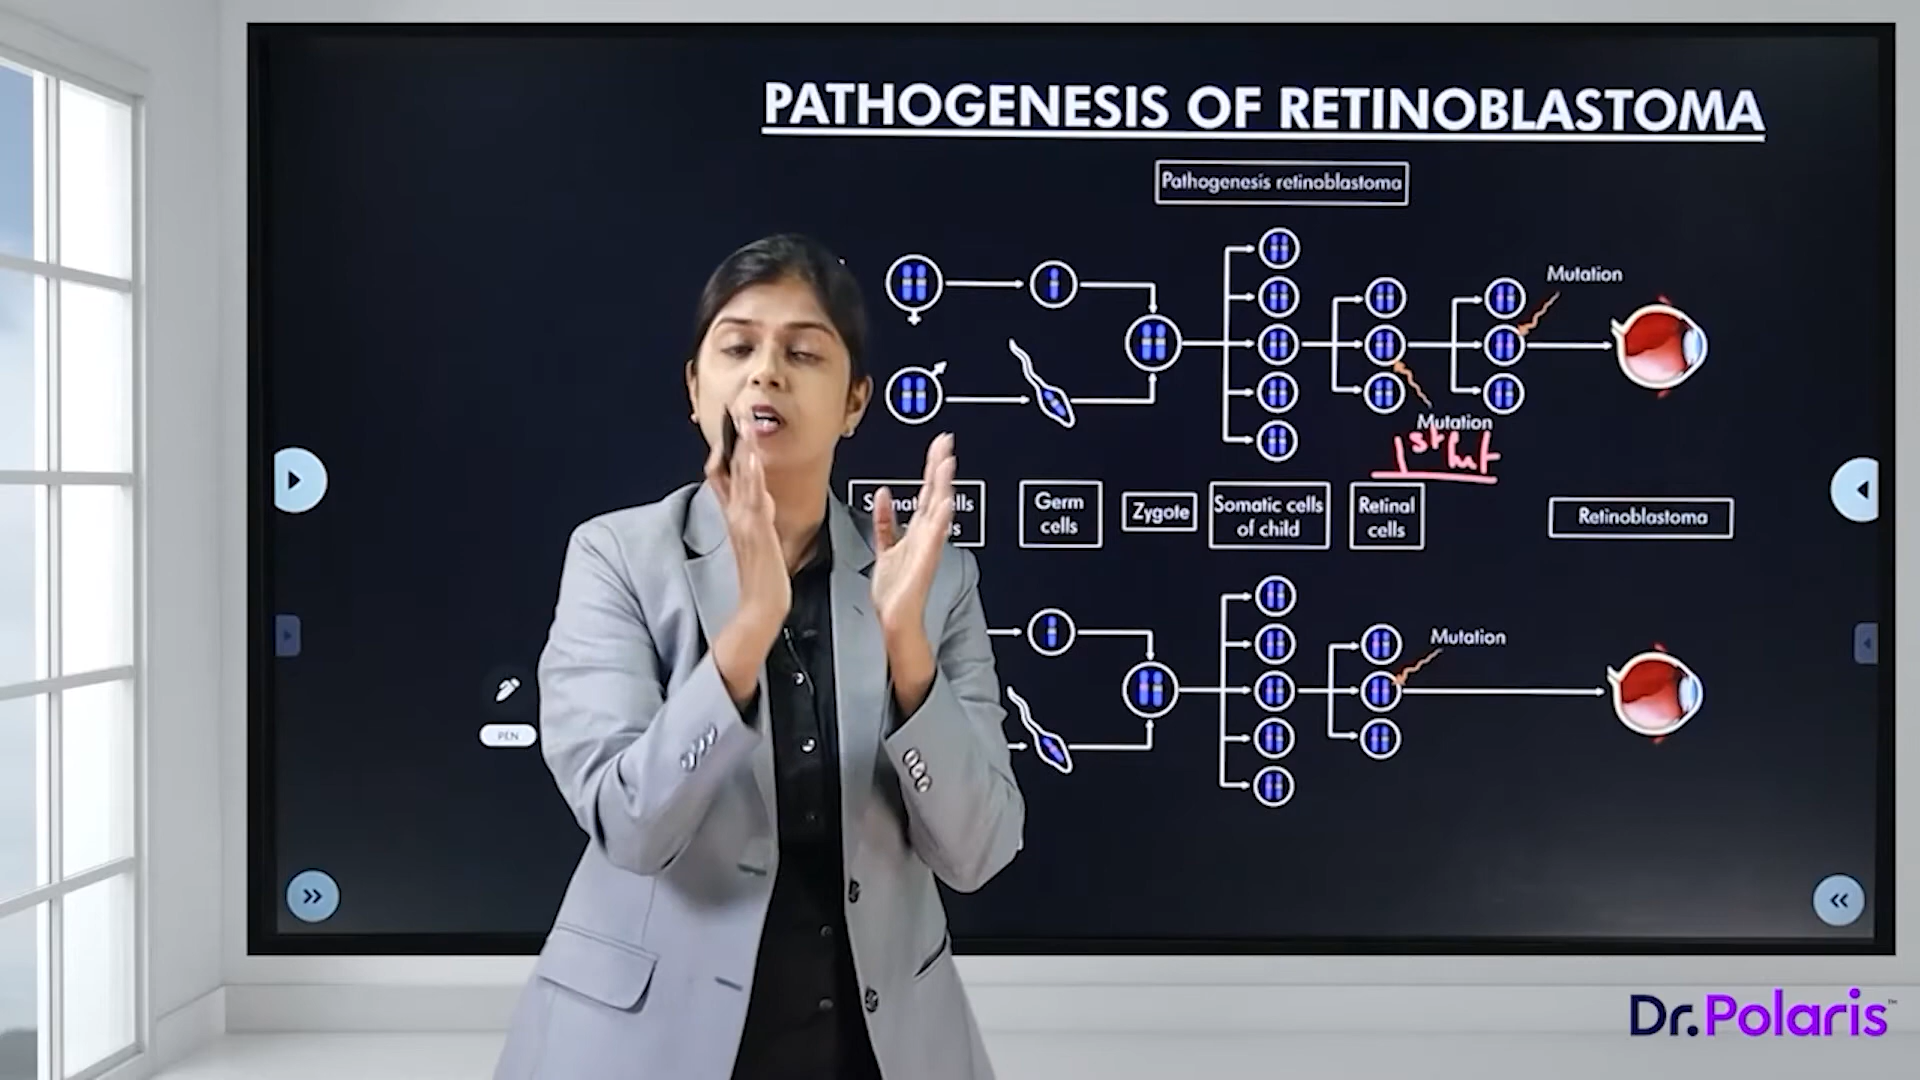 PATHOGENESIS OF RETINOBLASTOMA
Pathogenesis retinoblastoma
Mutation
Mutation
1st hit
Germ
cells
Zygote
Somatic cells
of child
Retinal
cells
Retinoblastoma
Mutation
PEN
Dr.Polaris™